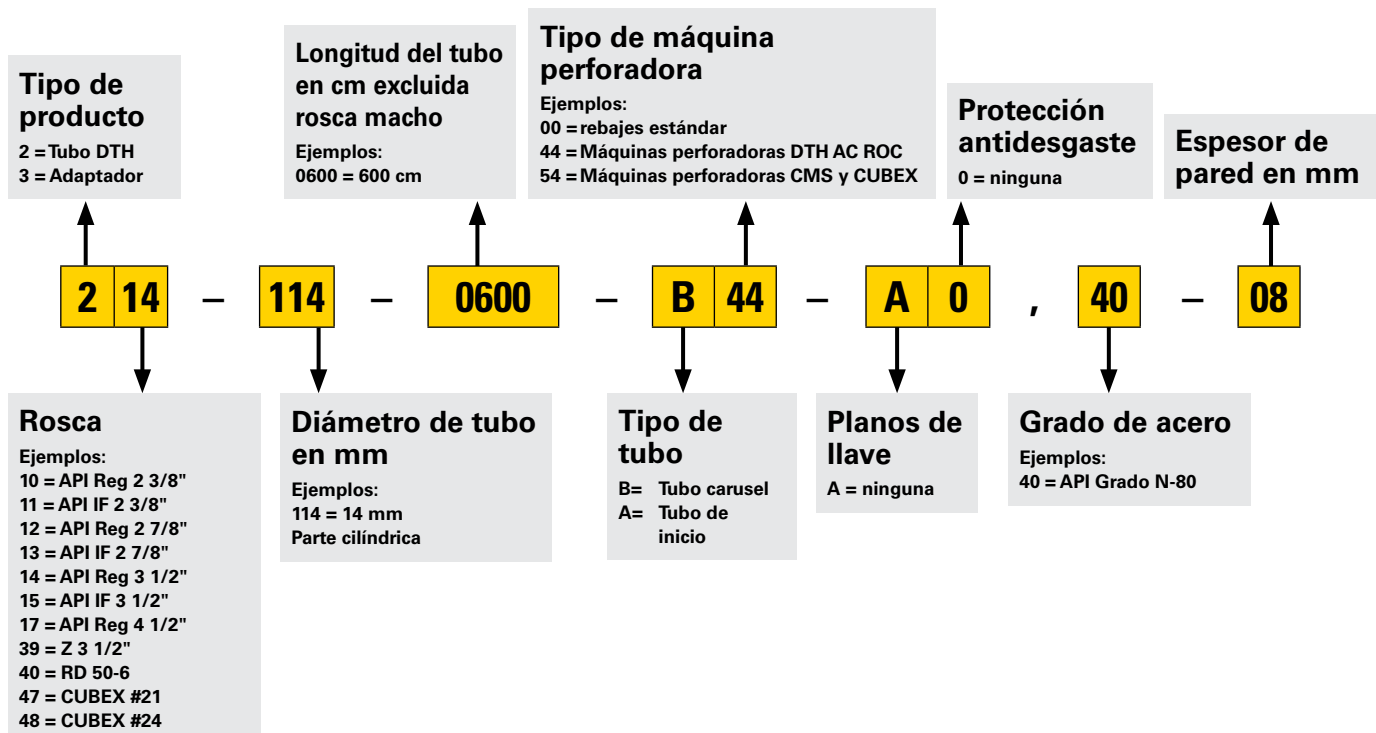 Tipo de
producto
2 = Tubo DTH
3 = Adaptador
Longitud del tubo
en cm excluida
rosca macho
Ejemplos:
0600 = 600 cm
Tipo de máquina
perforadora
Ejemplos:
00 = rebajes estándar
44 = Máquinas perforadoras DTH AC ROC
54 = Máquinas perforadoras CMS y CUBEX
Protección
antidesgaste
0 = ninguna
Espesor de
pared en mm
2 14 – 114 – 0600 – B 44 – A 0 , 40 – 08
Rosca
Ejemplos:
10 = API Reg 2 3/8"
11 = API IF 2 3/8"
12 = API Reg 2 7/8"
13 = API IF 2 7/8"
14 = API Reg 3 1/2"
15 = API IF 3 1/2"
17 = API Reg 4 1/2"
39 = Z 3 1/2"
40 = RD 50-6
47 = CUBEX #21
48 = CUBEX #24
Diámetro de tubo
en mm
Ejemplos:
114 = 14 mm
Parte cilíndrica
Tipo de
tubo
B= Tubo carusel
A= Tubo de
inicio
Planos de
llave
A = ninguna
Grado de acero
Ejemplos:
40 = API Grado N-80